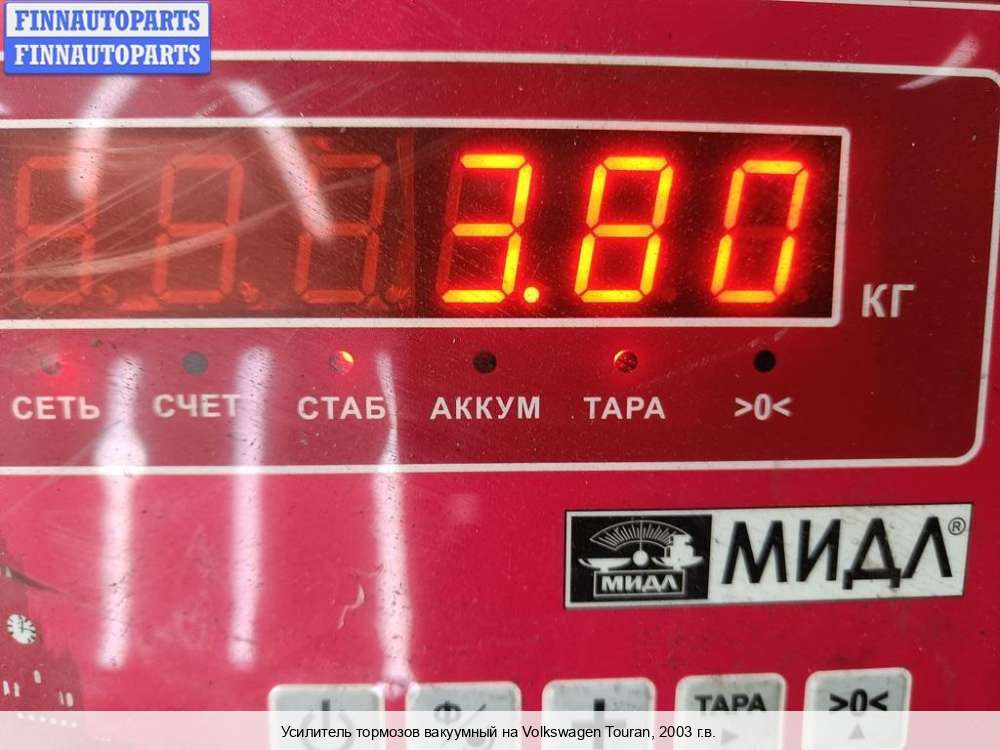 FINNAUTOPARTS
FINNAUTOPARTS
3.80
КГ
СЕТЬ СЧЕТ СТАБ АККУМ ТАРА >0<
МИДЛ МИДЛ®
Ф/
+ ТАРА >0<
Усилитель тормозов вакуумный на Volkswagen Touran, 2003 г.в.